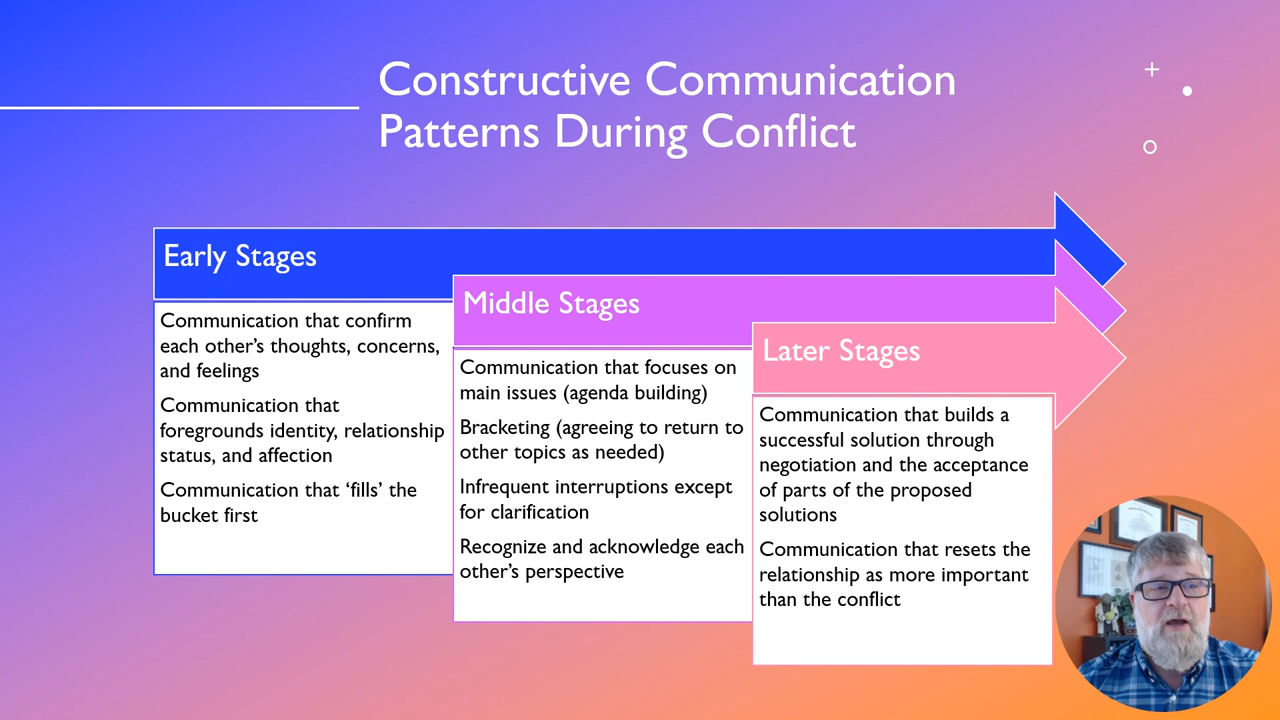 Constructive Communication
Patterns During Conflict
Early Stages
Communication that confirm
each other’s thoughts, concerns,
and feelings
Communication that
foregrounds identity, relationship
status, and affection
Communication that ‘fills’ the
bucket first
Middle Stages
Communication that focuses on
main issues (agenda building)
Bracketing (agreeing to return to
other topics as needed)
Infrequent interruptions except
for clarification
Recognize and acknowledge each
other’s perspective
Later Stages
Communication that builds a
successful solution through
negotiation and the acceptance
of parts of the proposed
solutions
Communication that resets the
relationship as more important
than the conflict